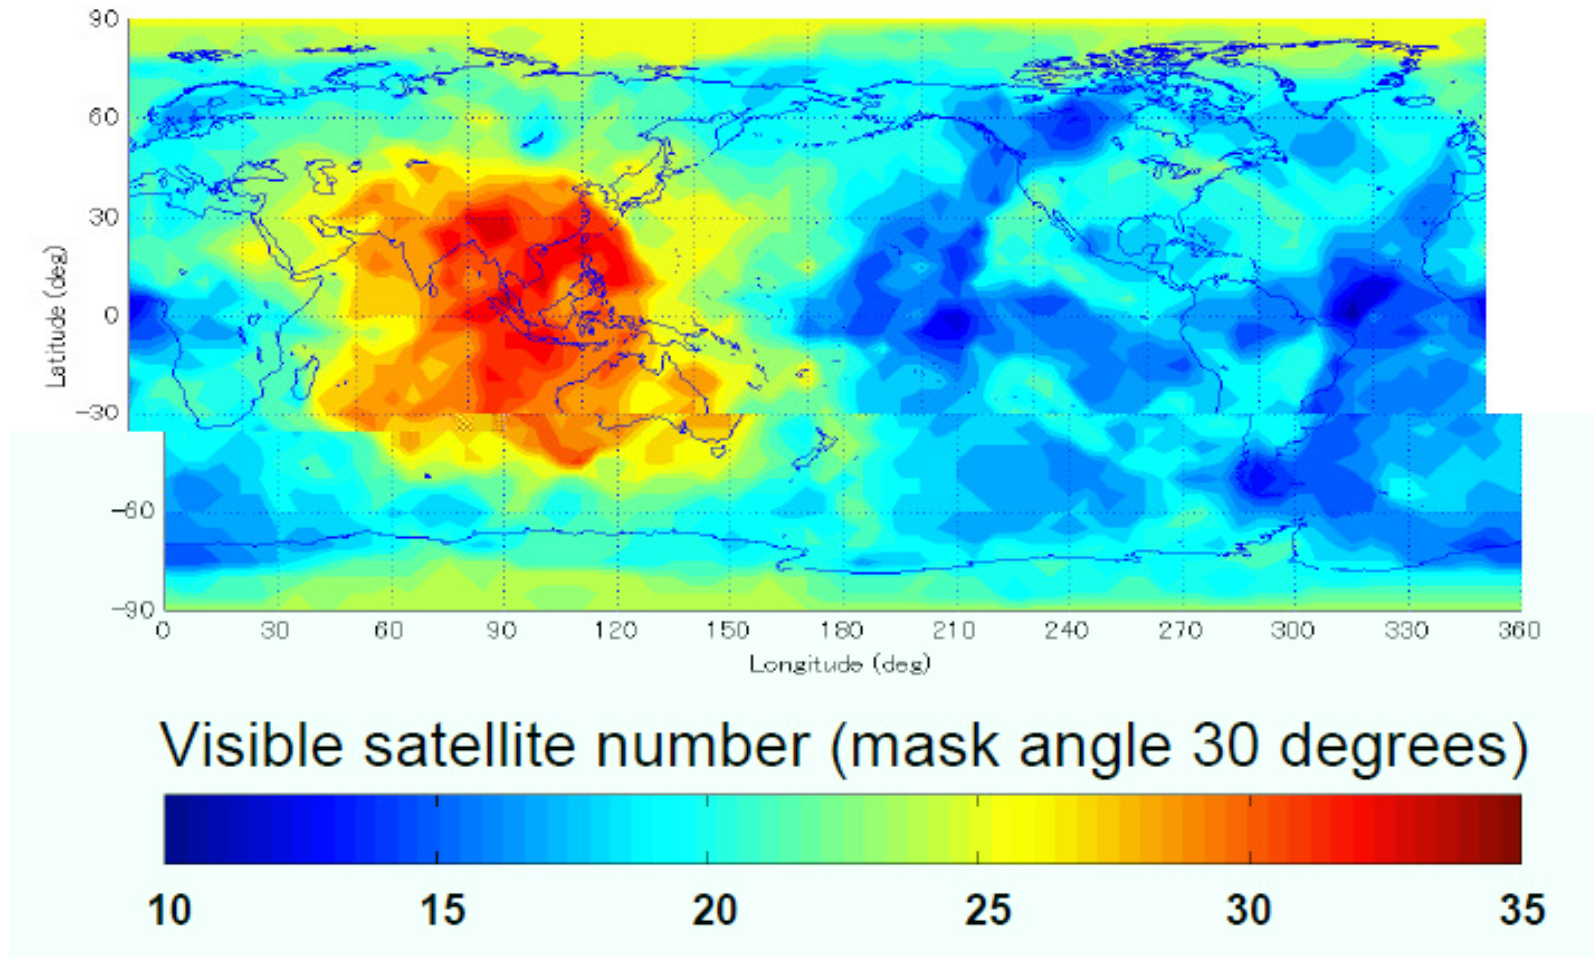 90
60
30
0
-30
-60
-90
Latitude (deg)
0 30 60 90 120 150 180 210 240 270 300 330 360
Longitude (deg)
Visible satellite number (mask angle 30 degrees)
10 15 20 25 30 35